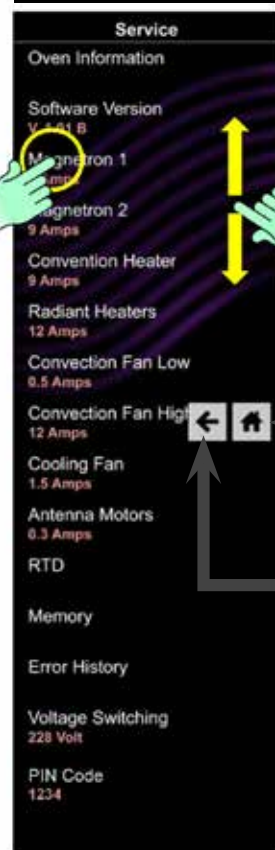 Service
Oven Information
Software Version
B
Magnetron 1
Magnetron 2
9 Amps
Convention Heater
9 Amps
Radiant Heaters
12 Amps
Convection Fan Low
0.5 Amps
Convection Fan High
12 Amps
Cooling Fan
1.5 Amps
Antenna Motors
0.3 Amps
RTD
Memory
Error History
Voltage Switching
228 Volt
PIN Code
1234